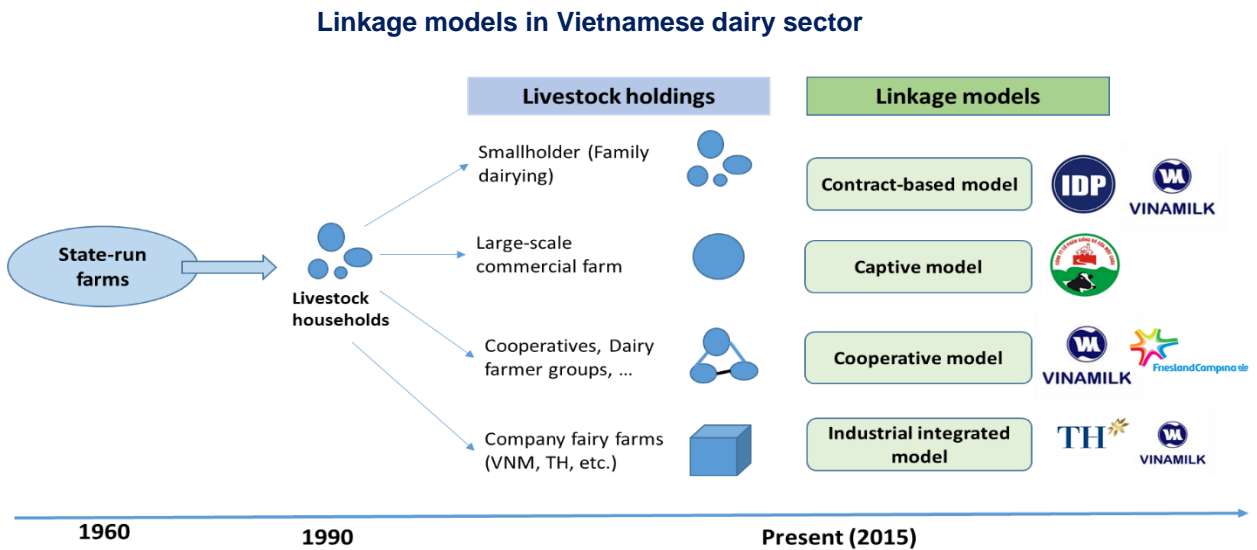 Linkage models in Vietnamese dairy sector
Livestock holdings
Linkage models
Smallholder (Family
dairying)
Contract-based model
IDP
VINAMILK
State-run
farms
Livestock
households
Large-scale
commercial farm
Captive model
Cooperatives, Dairy
farmer groups, ...
Cooperative model
VINAMILK
FrieslandCampina
Company fairy farms
(VNM, TH, etc.)
Industrial integrated
model
TH
VINAMILK
1960
1990
Present (2015)